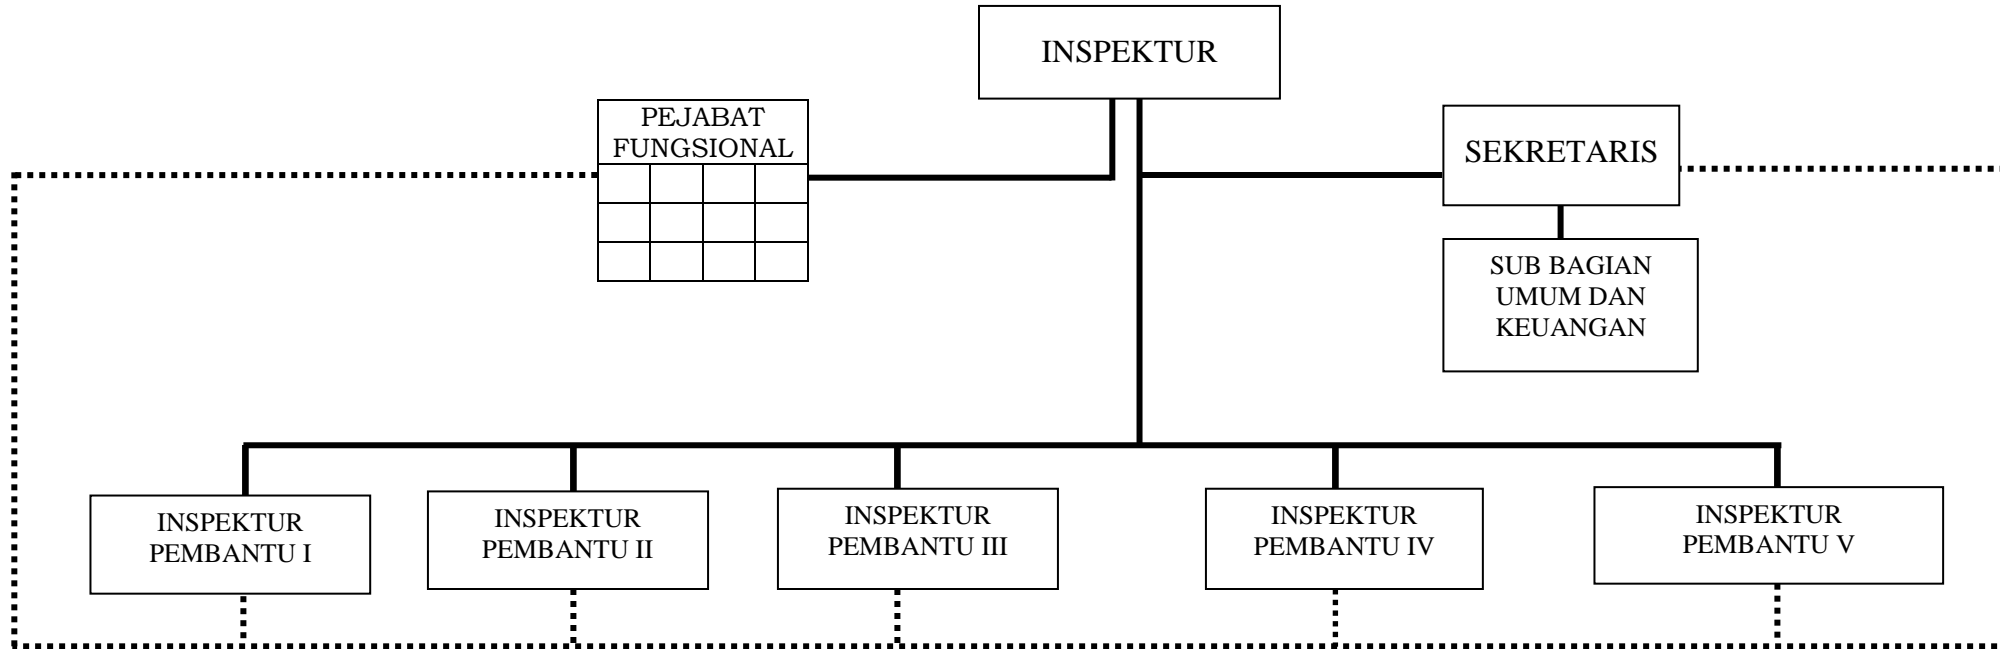 INSPEKTUR
PEJABAT
FUNGSIONAL
SEKRETARIS
SUB BAGIAN
UMUM DAN
KEUANGAN
INSPEKTUR
PEMBANTU I
INSPEKTUR
PEMBANTU II
INSPEKTUR
PEMBANTU III
INSPEKTUR
PEMBANTU IV
INSPEKTUR
PEMBANTU V